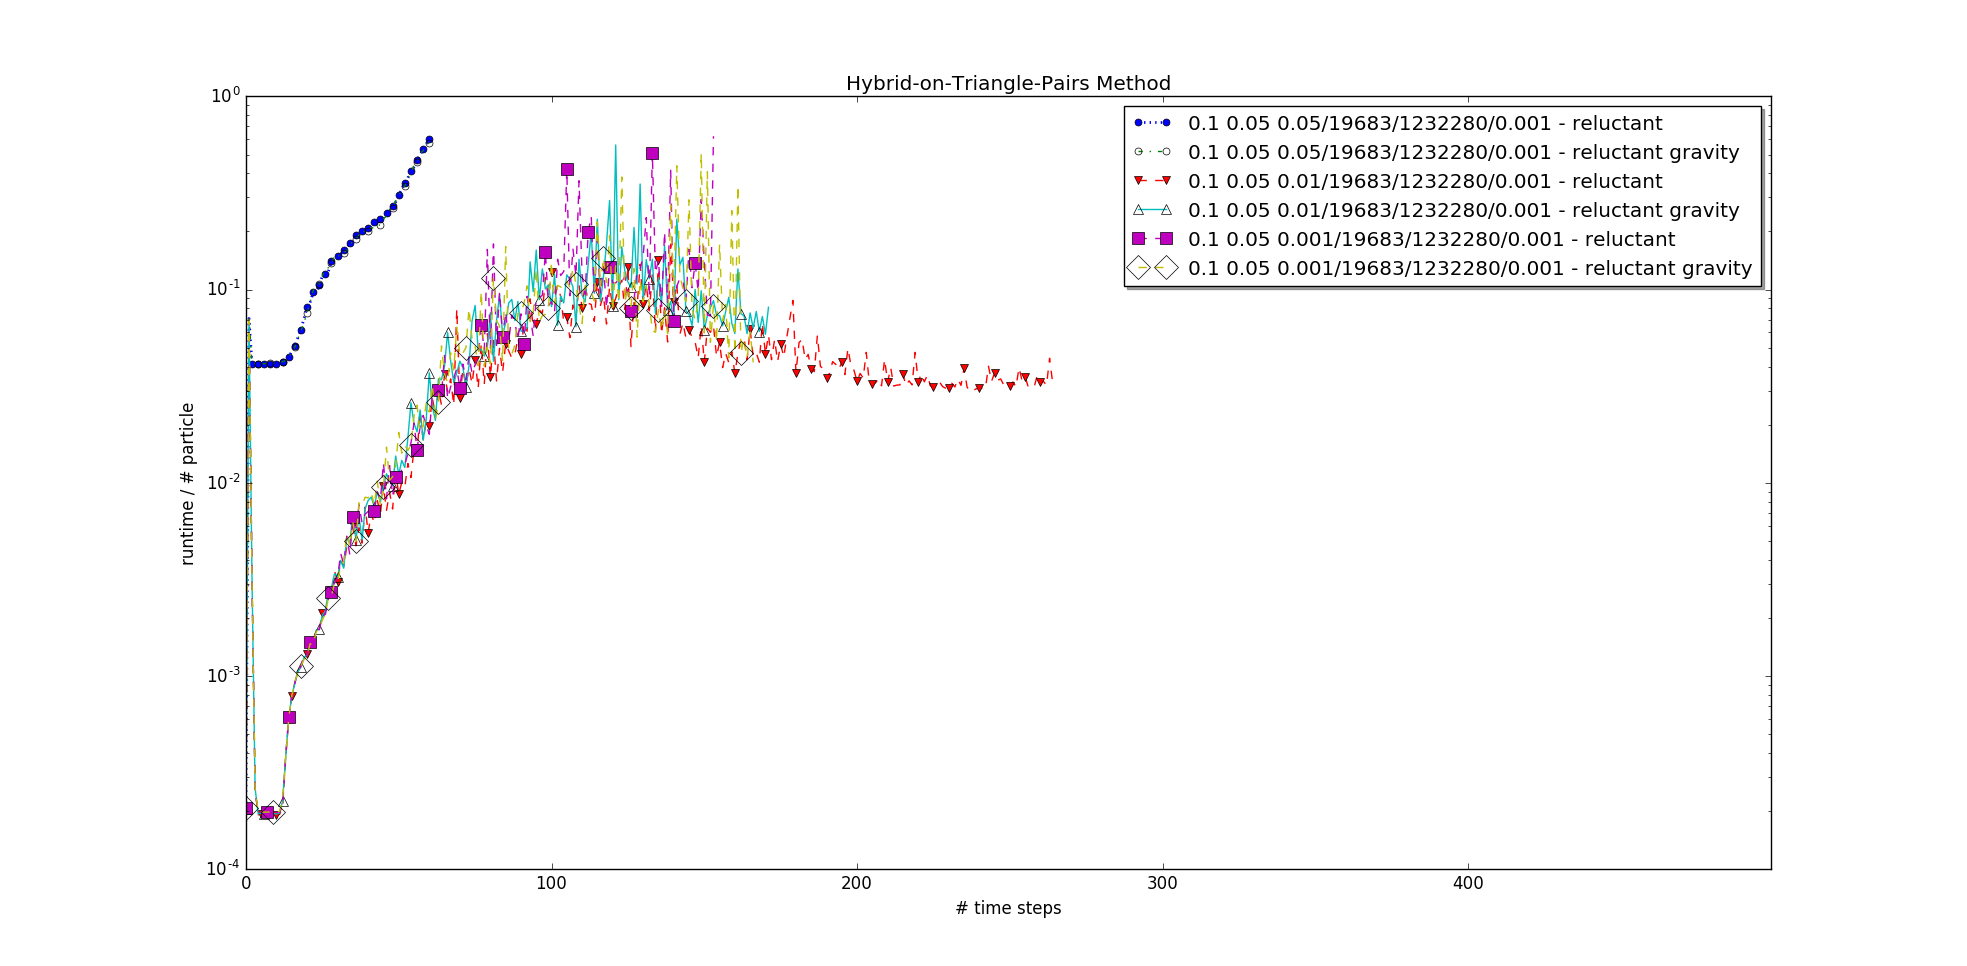 Hybrid-on-Triangle-Pairs Method
10^0
10^-1
10^-2
10^-3
10^-4
runtime / # particle
0.1 0.05 0.05/19683/1232280/0.001 - reluctant
0.1 0.05 0.05/19683/1232280/0.001 - reluctant gravity
0.1 0.05 0.01/19683/1232280/0.001 - reluctant
0.1 0.05 0.01/19683/1232280/0.001 - reluctant gravity
0.1 0.05 0.001/19683/1232280/0.001 - reluctant
0.1 0.05 0.001/19683/1232280/0.001 - reluctant gravity
0 100 200 300 400
# time steps